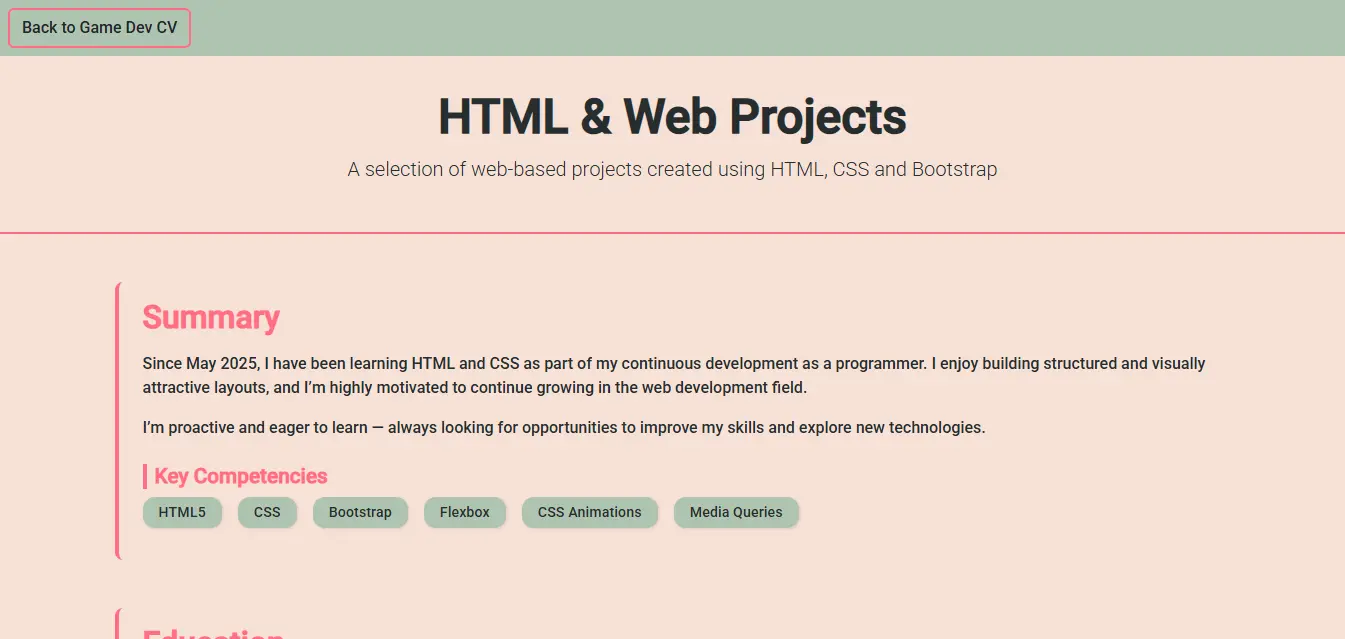 Back to Game Dev CV
HTML & Web Projects
A selection of web-based projects created using HTML, CSS and Bootstrap
Summary
Since May 2025, I have been learning HTML and CSS as part of my continuous development as a programmer. I enjoy building structured and visually
attractive layouts, and I’m highly motivated to continue growing in the web development field.
I’m proactive and eager to learn — always looking for opportunities to improve my skills and explore new technologies.
Key Competencies
HTML5 CSS Bootstrap Flexbox CSS Animations Media Queries
Education